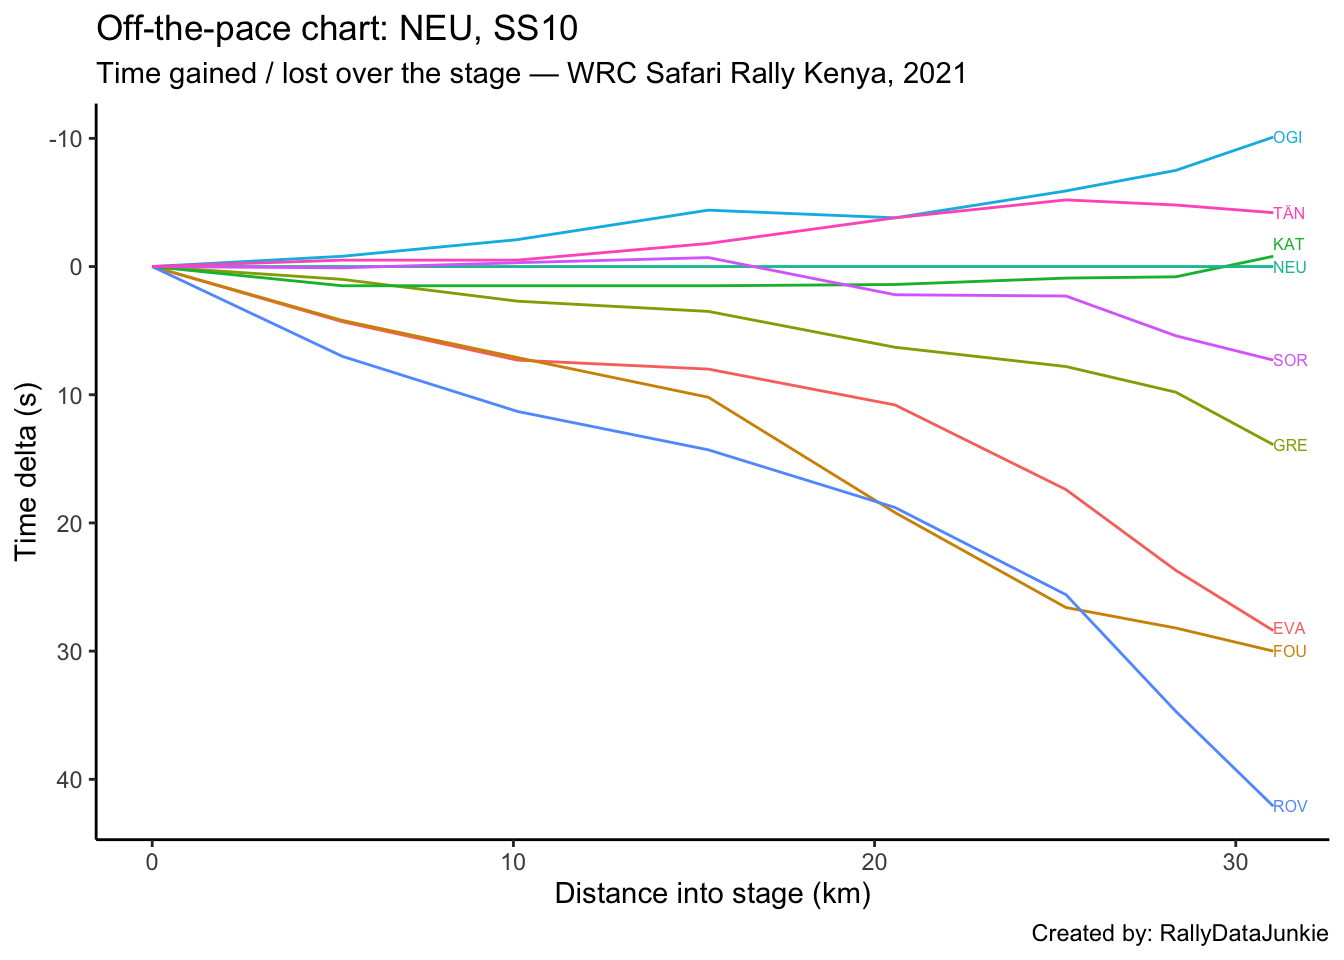 Off-the-pace chart: NEU, SS10
Time gained / lost over the stage — WRC Safari Rally Kenya, 2021
-10
0
10
20
30
40
Time delta (s)
OGI
TÄN
KAT
NEU
SOR
GRE
EVA
FOU
ROV
0 10 20 30
Distance into stage (km)
Created by: RallyDataJunkie